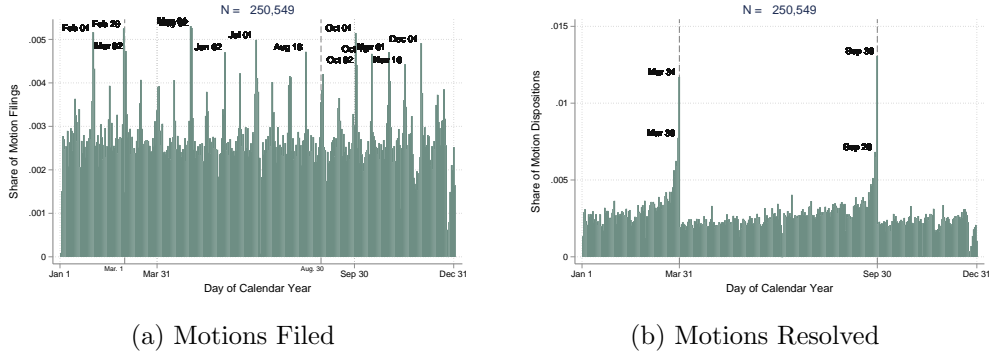 N = 250,549
Share of Motion Filings
.005
.004
.003
.002
.001
0
Feb 01
Feb 29
Mar 02
Jun 02
Jul 01
Aug 16
Oct 01
Oct 02
Nov 01
Nov 16
Dec 01
Jan 1
Mar. 1
Mar 31
Aug. 30
Sep 30
Dec 31
Day of Calendar Year
(a) Motions Filed
N = 250,549
Share of Motion Dispositions
.015
.01
.005
0
Mar 31
Mar 30
Sep 30
Sep 29
Jan 1
Mar 31
Sep 30
Dec 31
Day of Calendar Year
(b) Motions Resolved